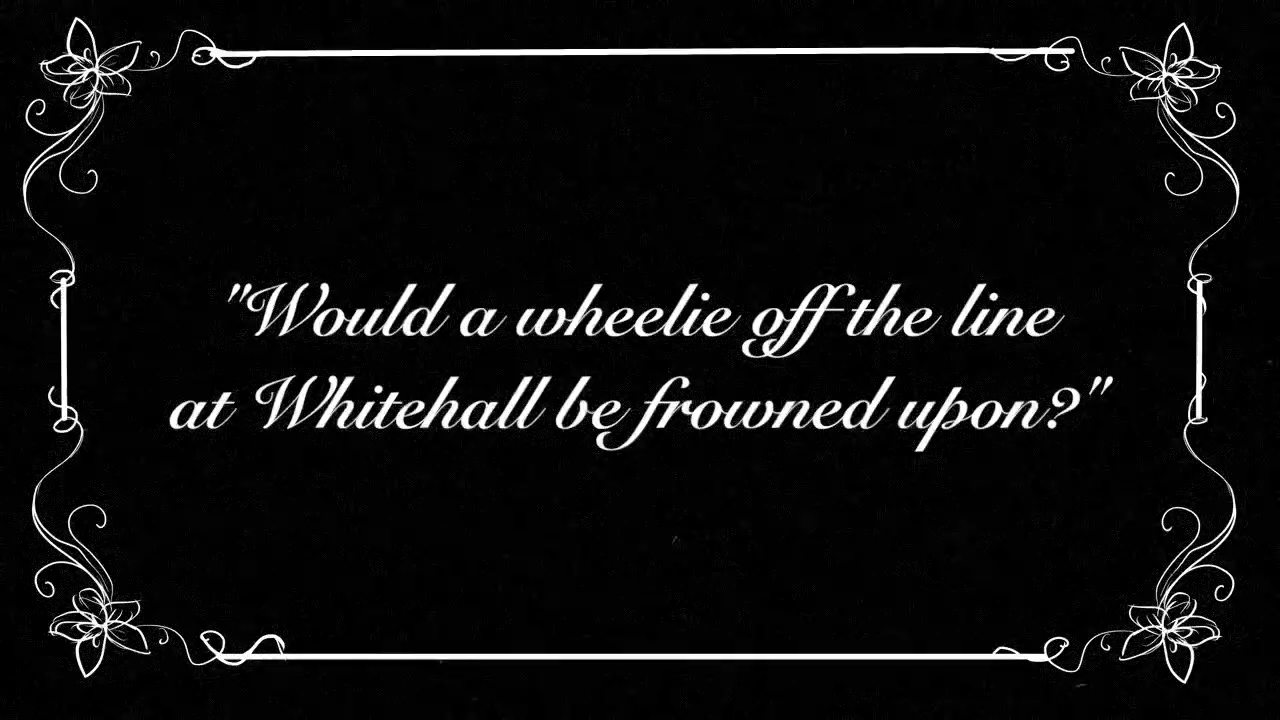 "Would a wheelie off the line
at Whitehall be frowned upon?"